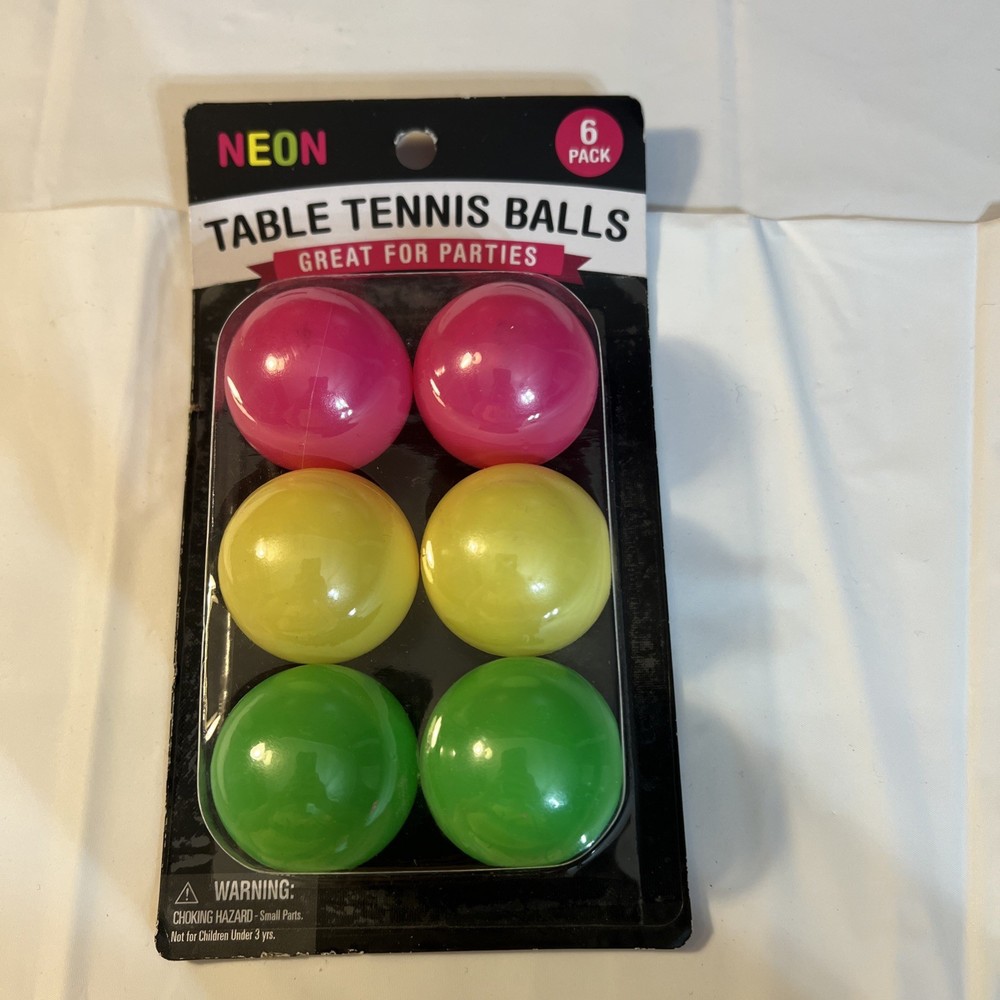 NEON
6
PACK
TABLE TENNIS BALLS
GREAT FOR PARTIES
⚠ WARNING:
CHOKING HAZARD - Small Parts.
Not for Children Under 3 yrs.